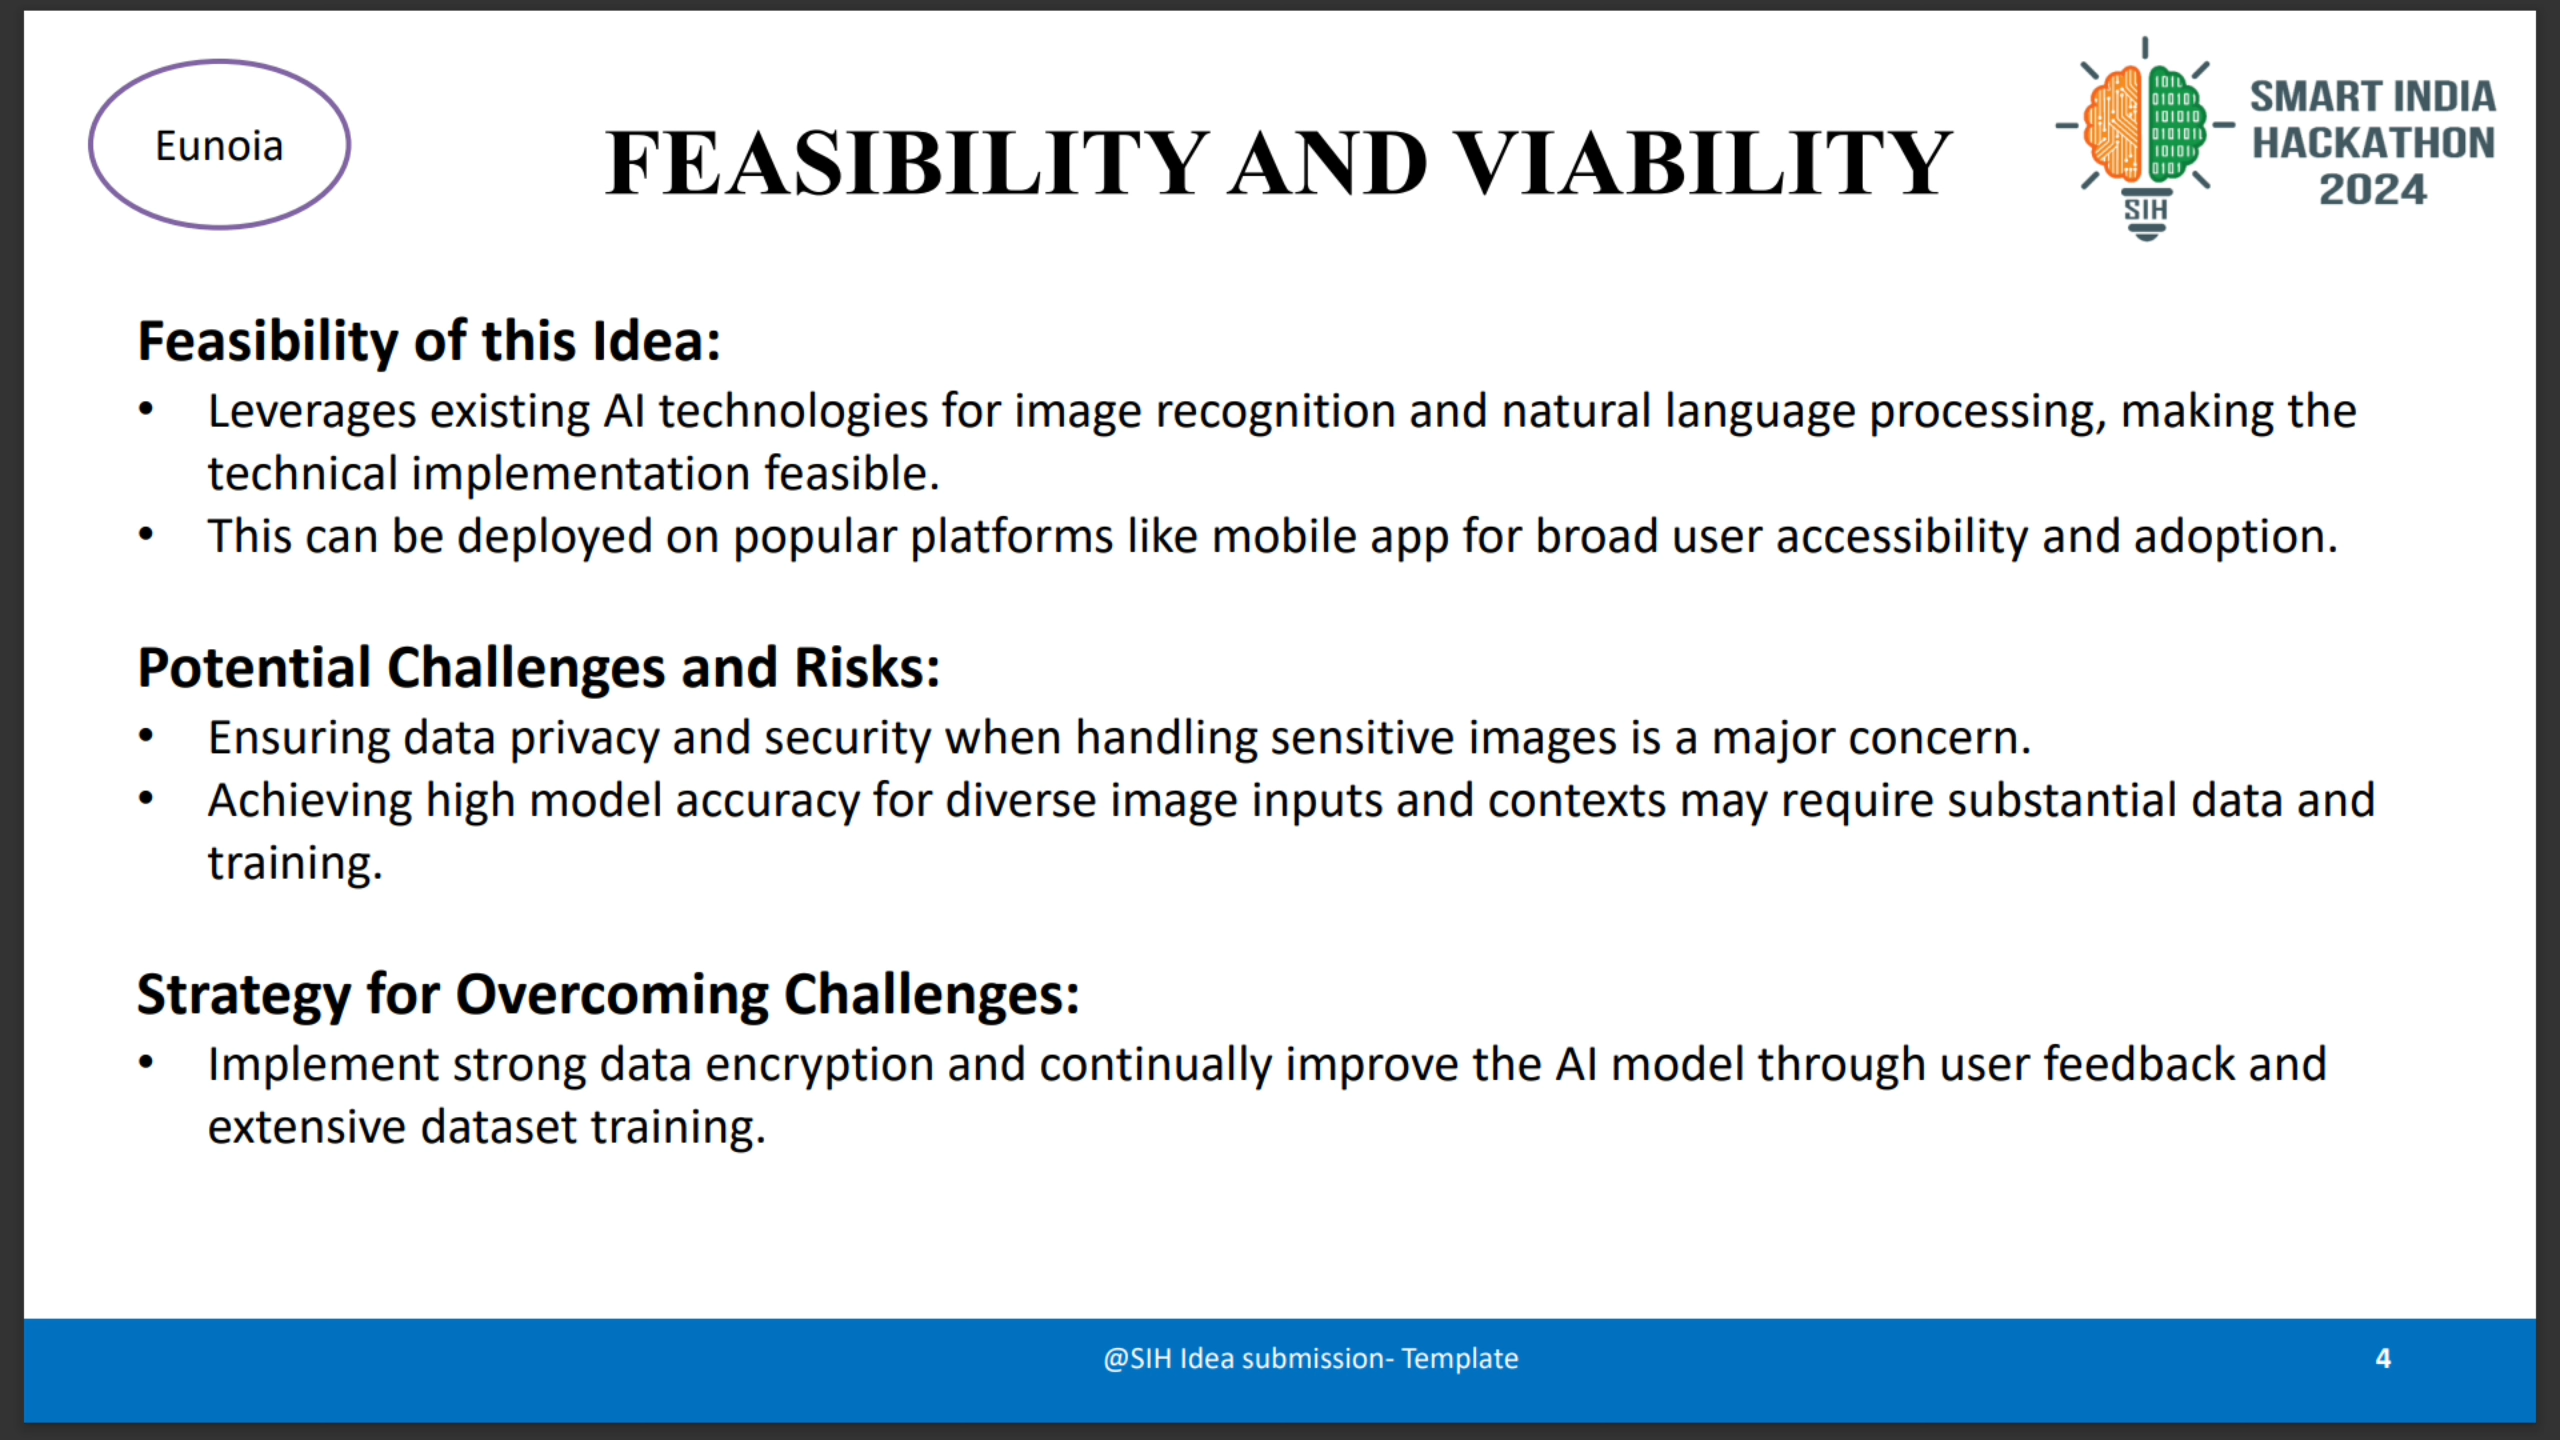 Eunoia
FEASIBILITY AND VIABILITY
SMART INDIA
HACKATHON
2024
SIH
Feasibility of this Idea:
• Leverages existing AI technologies for image recognition and natural language processing, making the
technical implementation feasible.
• This can be deployed on popular platforms like mobile app for broad user accessibility and adoption.
Potential Challenges and Risks:
• Ensuring data privacy and security when handling sensitive images is a major concern.
• Achieving high model accuracy for diverse image inputs and contexts may require substantial data and
training.
Strategy for Overcoming Challenges:
• Implement strong data encryption and continually improve the AI model through user feedback and
extensive dataset training.
@SIH Idea submission- Template
4